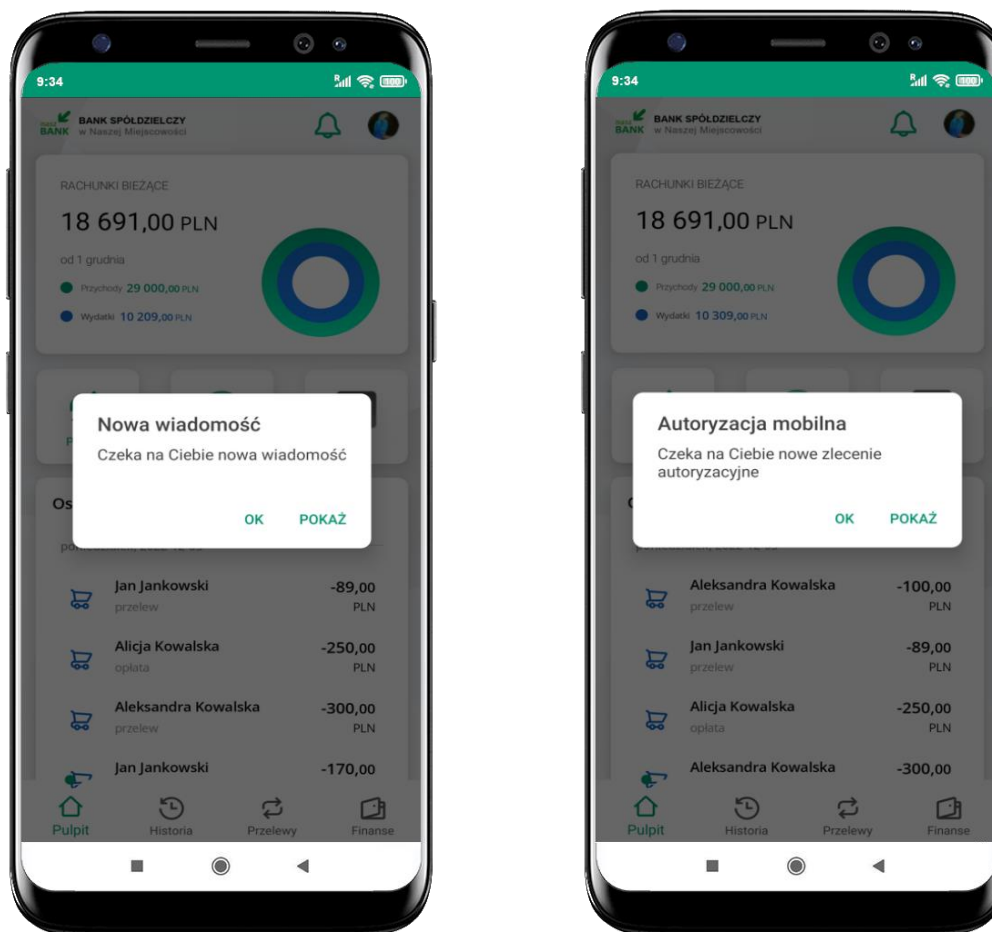 9:34
nasz BANK
BANK SPÓŁDZIELCZY
w Naszej Miejscowości
RACHUNKI BIEŻĄCE
18 691,00 PLN
od 1 grudnia
Przychody 29 000,00 PLN
Wydatki 10 209,00 PLN
Nowa wiadomość
Czeka na Ciebie nowa wiadomość
OK POKAŻ
Jan Jankowski -89,00
przelew PLN
Alicja Kowalska -250,00
opłata PLN
Aleksandra Kowalska -300,00
przelew PLN
Jan Jankowski -170,00
Pulpit Historia Przelewy Finanse
9:34
nasz BANK
BANK SPÓŁDZIELCZY
w Naszej Miejscowości
RACHUNKI BIEŻĄCE
18 691,00 PLN
od 1 grudnia
Przychody 29 000,00 PLN
Wydatki 10 309,00 PLN
Autoryzacja mobilna
Czeka na Ciebie nowe zlecenie
autoryzacyjne
OK POKAŻ
Aleksandra Kowalska -100,00
przelew PLN
Jan Jankowski -89,00
przelew PLN
Alicja Kowalska -250,00
opłata PLN
Aleksandra Kowalska -300,00
Pulpit Historia Przelewy Finanse